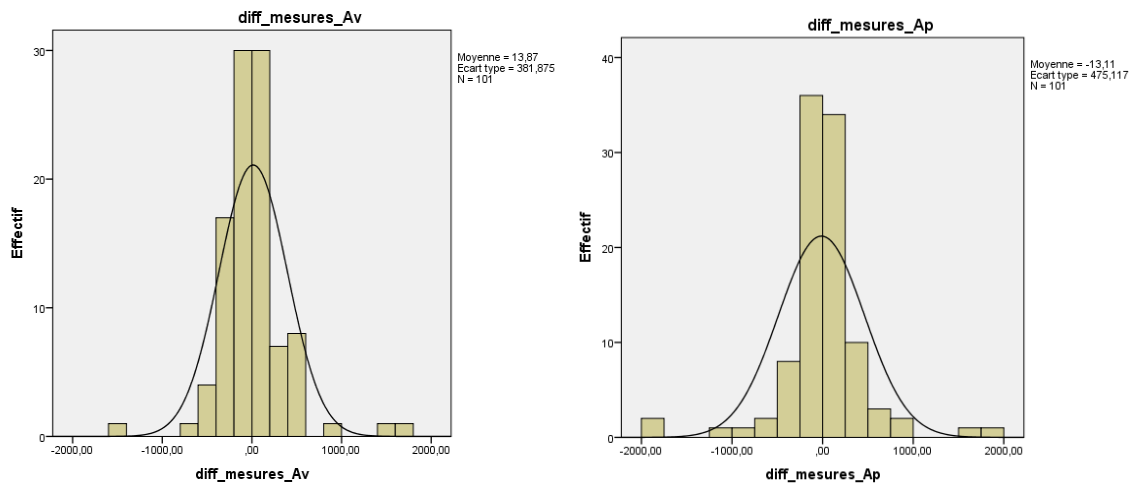 diff_mesures_Av
Moyenne = 13,87
Ecart type = 381,875
N = 101
30
20
10
0
Effectif
-2000,00 -1000,00 ,00 1000,00 2000,00
diff_mesures_Av
diff_mesures_Ap
Moyenne = -13,11
Ecart type = 475,117
N = 101
40
30
20
10
0
Effectif
-2000,00 -1000,00 ,00 1000,00 2000,00
diff_mesures_Ap